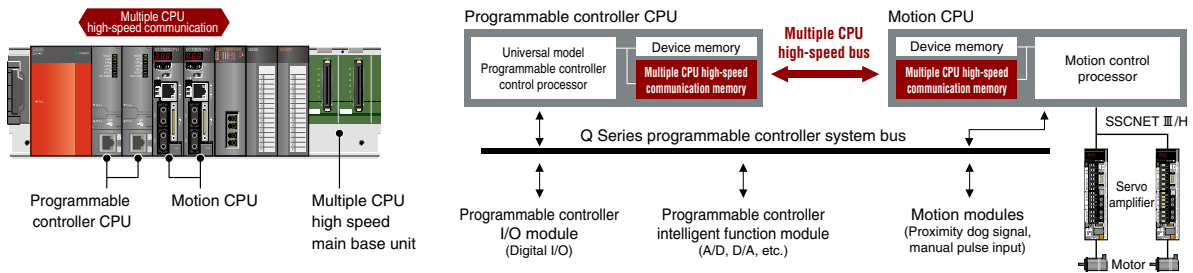 Multiple CPU
high-speed communication
Programmable
controller CPU
Motion CPU
Multiple CPU
high speed
main base unit
Programmable controller CPU
Universal model
Programmable controller
control processor
Device memory
Multiple CPU high-speed
communication memory
Multiple CPU
high-speed bus
Motion CPU
Device memory
Multiple CPU high-speed
communication memory
Motion control
processor
SSCNET Ⅲ/H
Q Series programmable controller system bus
Programmable controller
I/O module
(Digital I/O)
Programmable controller
intelligent function module
(A/D, D/A, etc.)
Motion modules
(Proximity dog signal,
manual pulse input)
Servo
amplifier
Motor